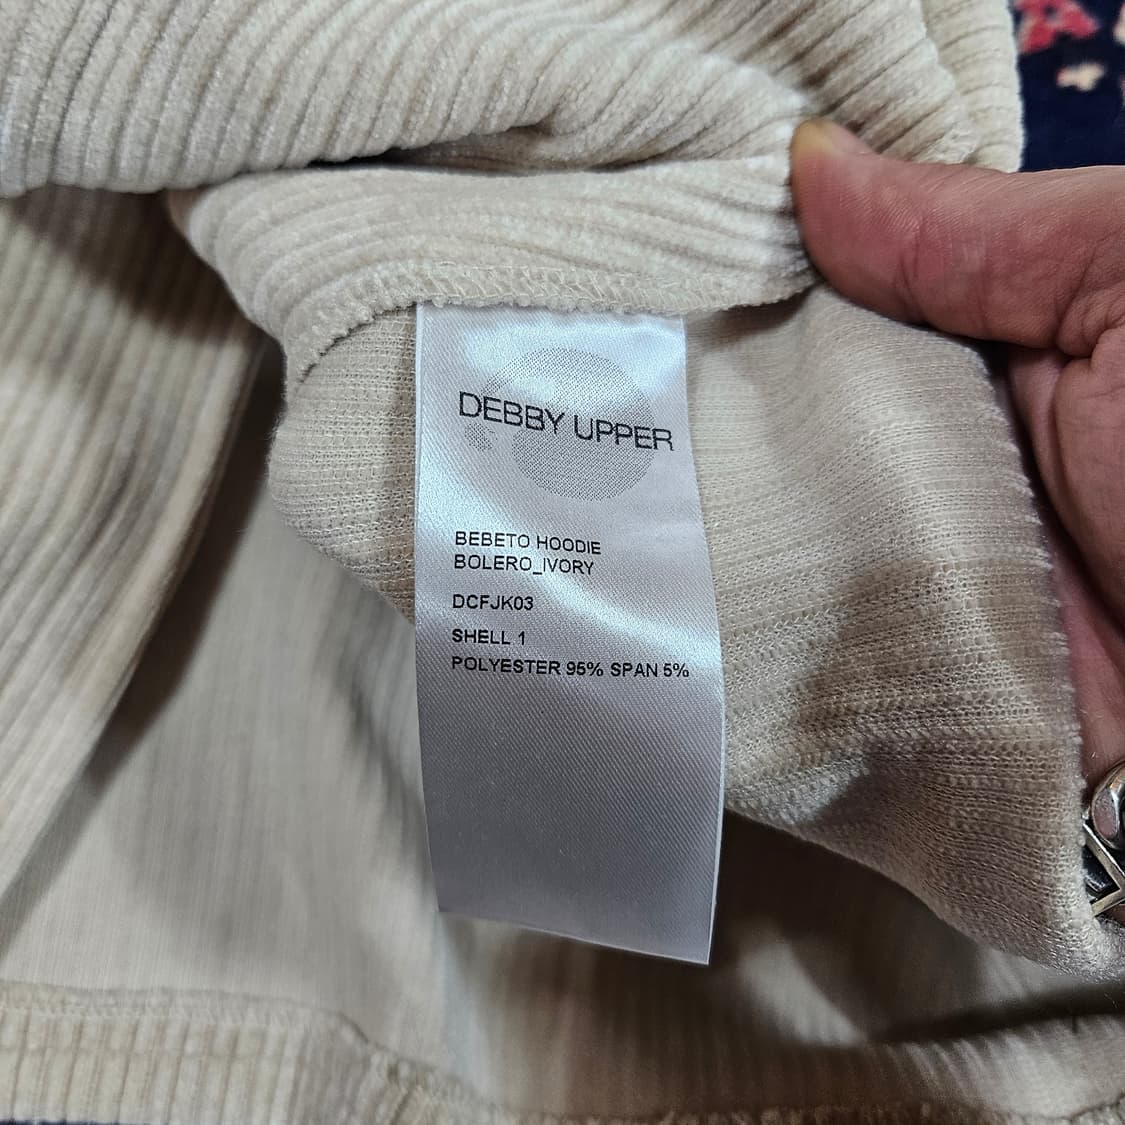 DEBBY UPPER
BEBETO HOODIE
BOLERO_IVORY
DCFJK03
SHELL 1
POLYESTER 95% SPAN 5%